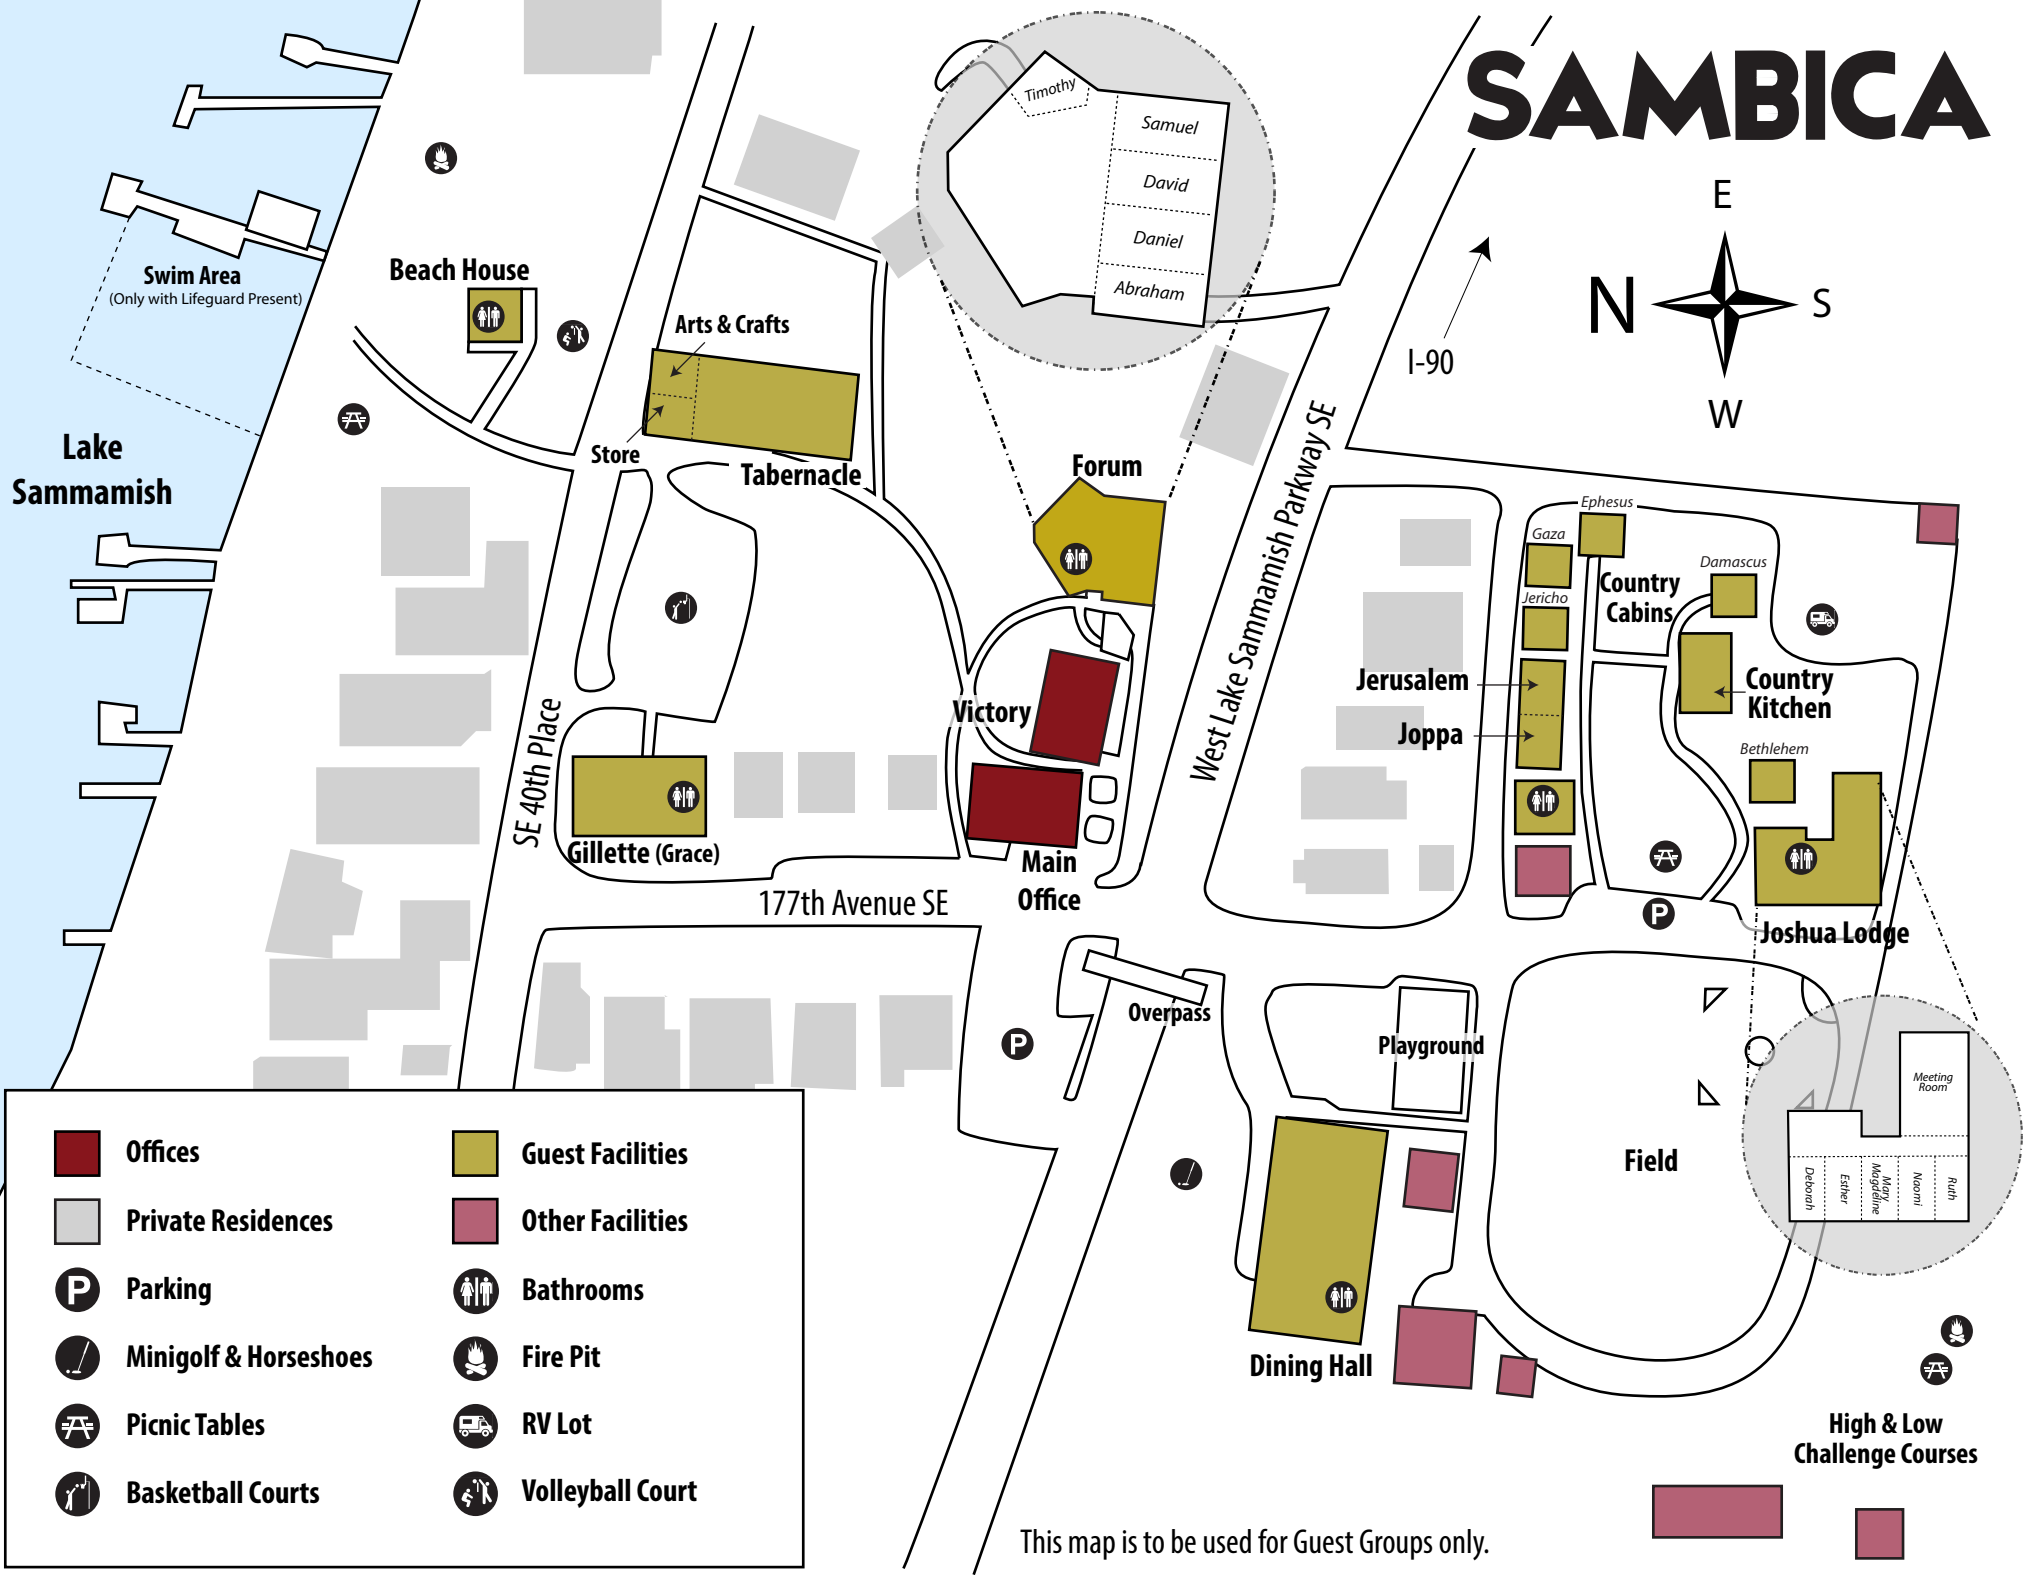 SAMBICA
E
N
S
W
I-90
Timothy
Samuel
David
Daniel
Abraham
Swim Area
(Only with Lifeguard Present)
Lake
Sammamish
Beach House
Arts & Crafts
Store
Tabernacle
Forum
Victory
Main
Office
Gillette (Grace)
SE 40th Place
177th Avenue SE
West Lake Sammamish Parkway SE
Ephesus
Gaza
Jericho
Country
Cabins
Damascus
Jerusalem
Joppa
Country
Kitchen
Bethlehem
P
Joshua Lodge
Overpass
P
Playground
Field
Meeting
Room
Deborah
Esther
Mary
Magdeline
Naomi
Ruth
Dining Hall
High & Low
Challenge Courses
Offices
Guest Facilities
Private Residences
Other Facilities
P
Parking
Bathrooms
Minigolf & Horseshoes
Fire Pit
Picnic Tables
RV Lot
Basketball Courts
Volleyball Court
This map is to be used for Guest Groups only.